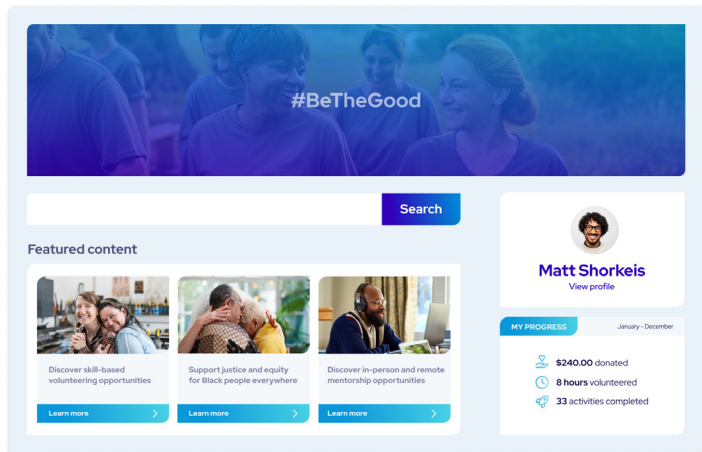 #BeTheGood
Search
Featured content
Discover skill-based
volunteering opportunities
Learn more
Support justice and equity
for Black people everywhere
Learn more
Discover in-person and remote
mentorship opportunities
Learn more
Matt Shorkeis
View profile
MY PROGRESS
January - December
$240.00 donated
8 hours volunteered
33 activities completed